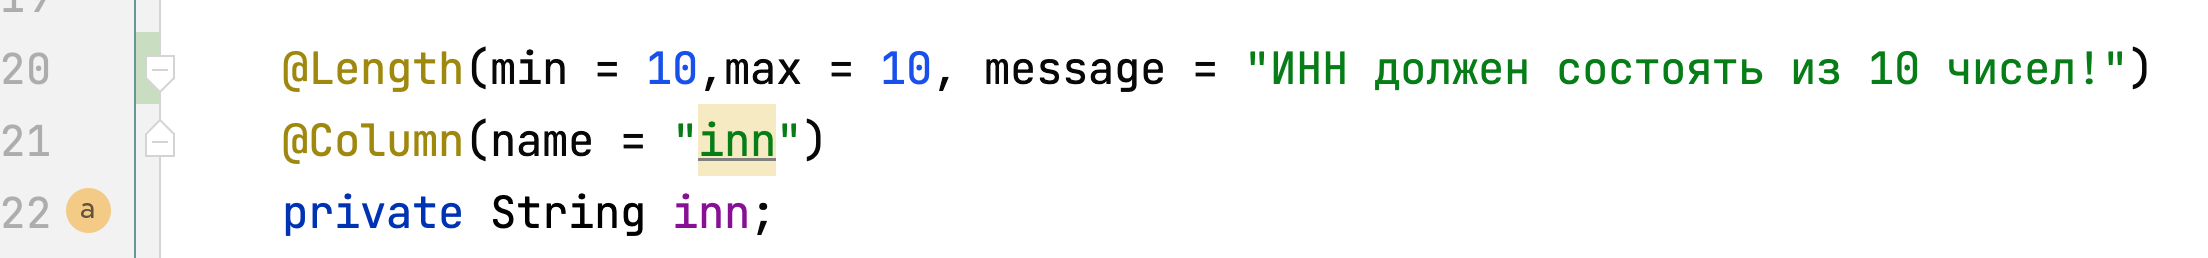 20 @Length(min = 10,max = 10, message = "ИНН должен состоять из 10 чисел!")
21 @Column(name = "inn")
22 a private String inn;